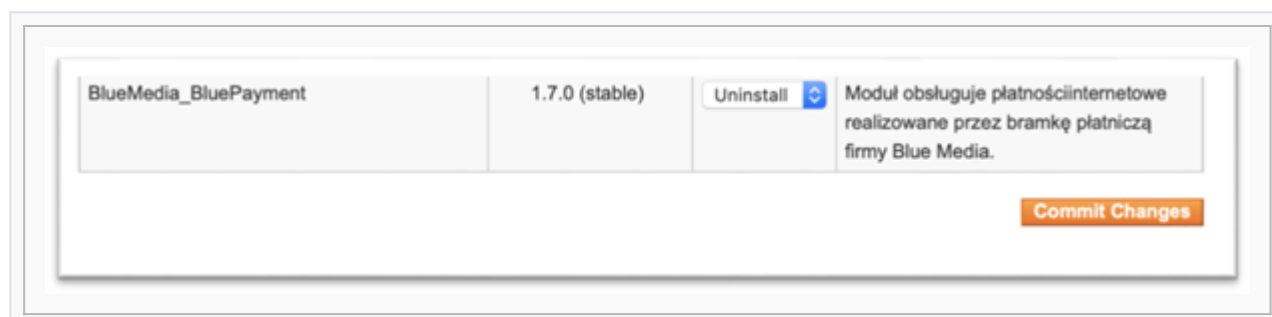 BlueMedia_BluePayment 1.7.0 (stable) Uninstall Moduł obsługuje płatnościinternetowe
realizowane przez bramkę płatniczą
firmy Blue Media.
Commit Changes